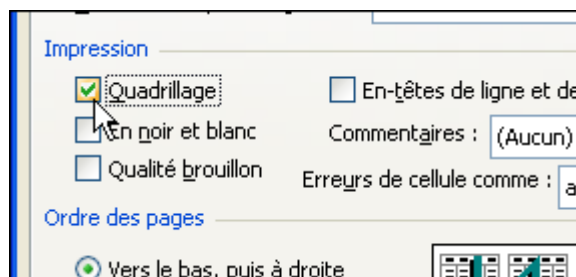 Impression
Quadrillage
En-têtes de ligne et de
En noir et blanc
Commentaires :
(Aucun)
Qualité brouillon
Erreurs de cellule comme :
Ordre des pages
Vers le bas, puis à droite